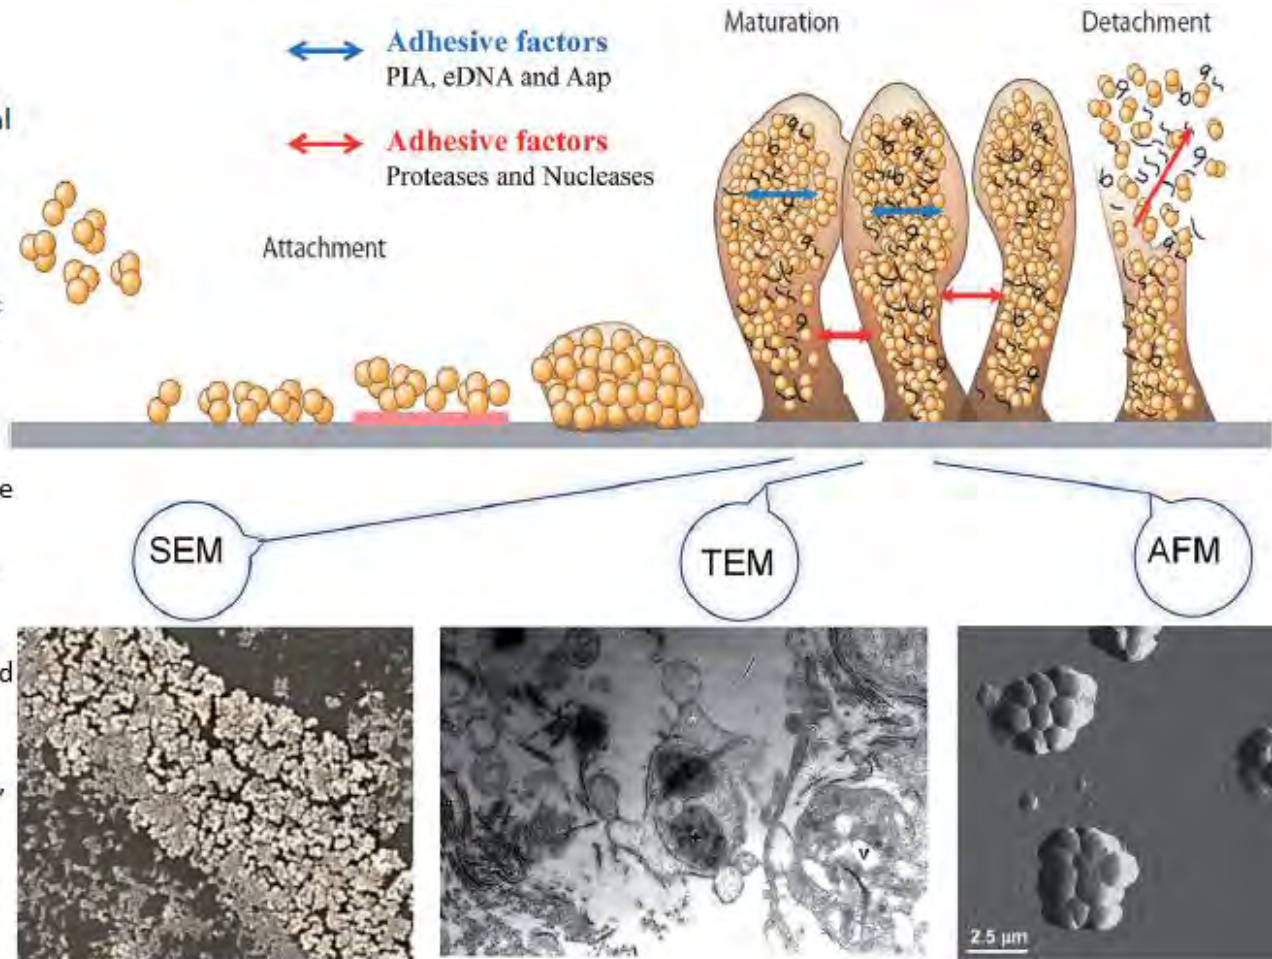 Maturation
Detachment
Adhesive factors
PIA, eDNA and Aap
Adhesive factors
Proteases and Nucleases
Attachment
SEM
TEM
AFM
v
2.5 µm